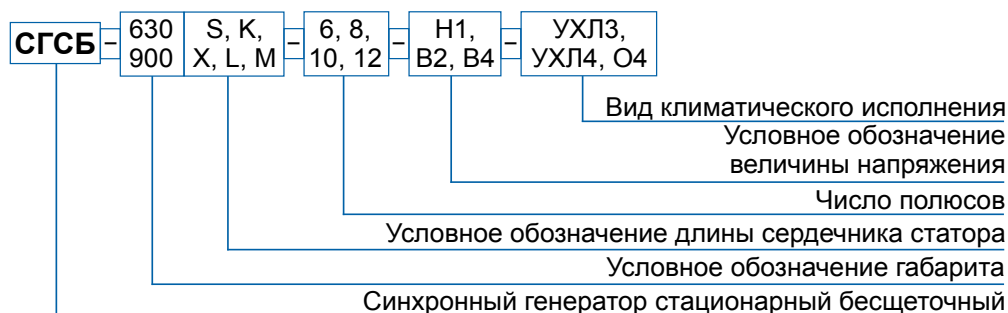 СГСБ – 630 S, K, – 6, 8, – Н1, – УХЛ3,
900 X, L, M 10, 12 В2, В4 УХЛ4, О4
Вид климатического исполнения
Условное обозначение
величины напряжения
Число полюсов
Условное обозначение длины сердечника статора
Условное обозначение габарита
Синхронный генератор стационарный бесщеточный